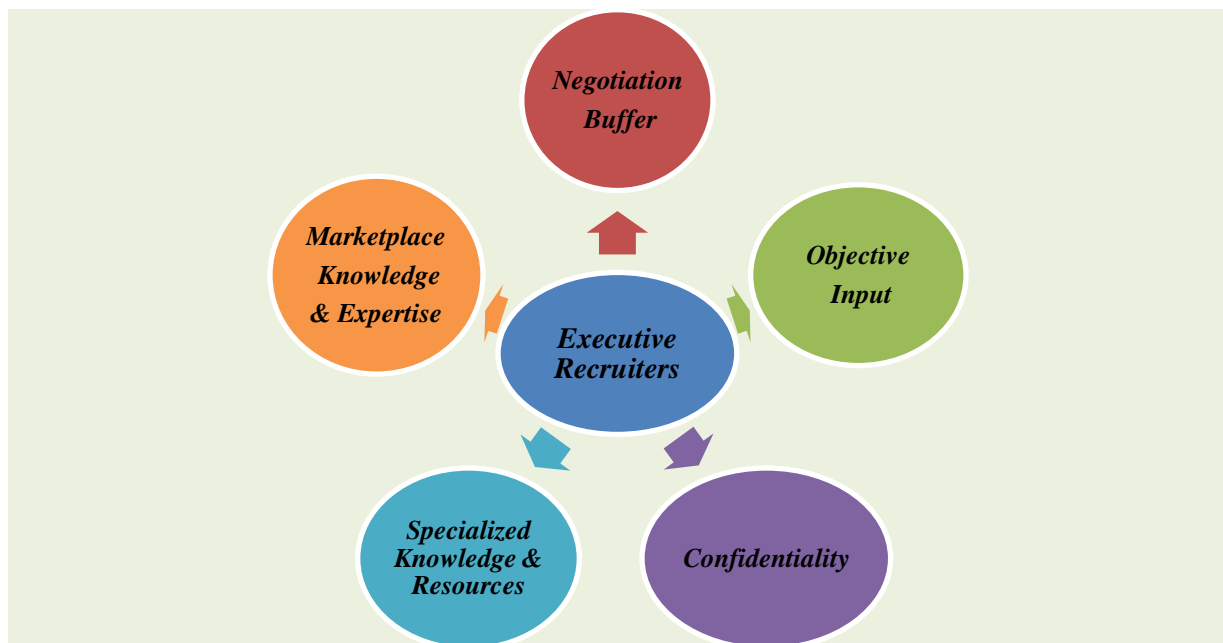 Negotiation
Buffer
Marketplace
Knowledge
& Expertise
Objective
Input
Executive
Recruiters
Specialized
Knowledge &
Resources
Confidentiality